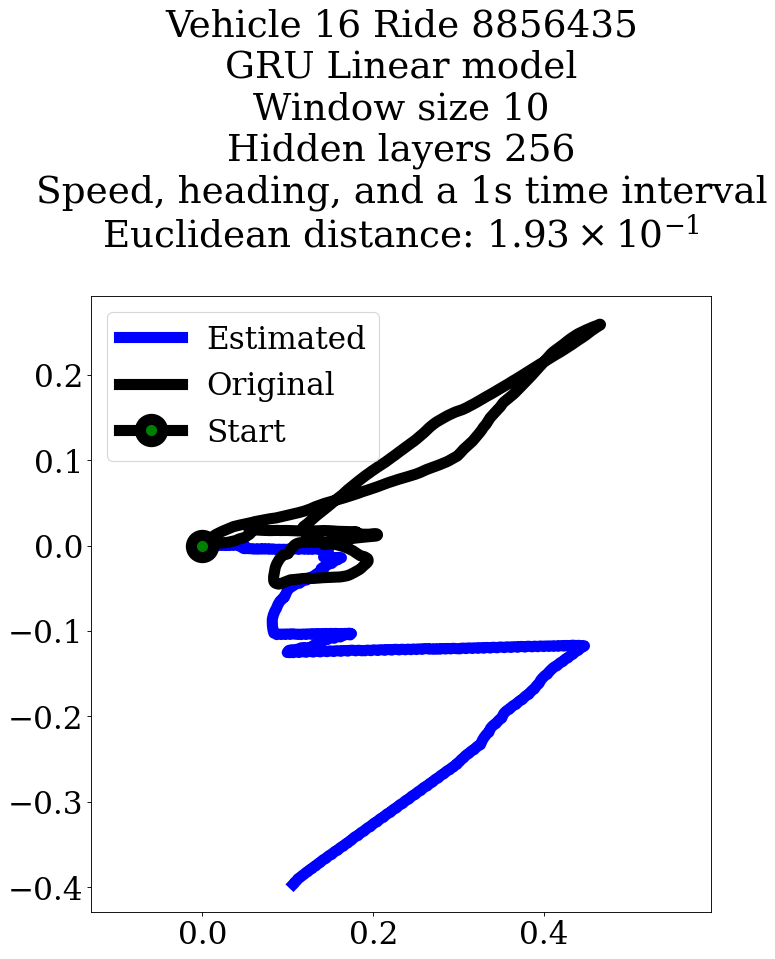 Vehicle 16 Ride 8856435
GRU Linear model
Window size 10
Hidden layers 256
Speed, heading, and a 1s time interval
Euclidean distance: 1.93 × 10⁻¹
Estimated
Original
Start
0.2
0.1
0.0
−0.1
−0.2
−0.3
−0.4
0.0 0.2 0.4